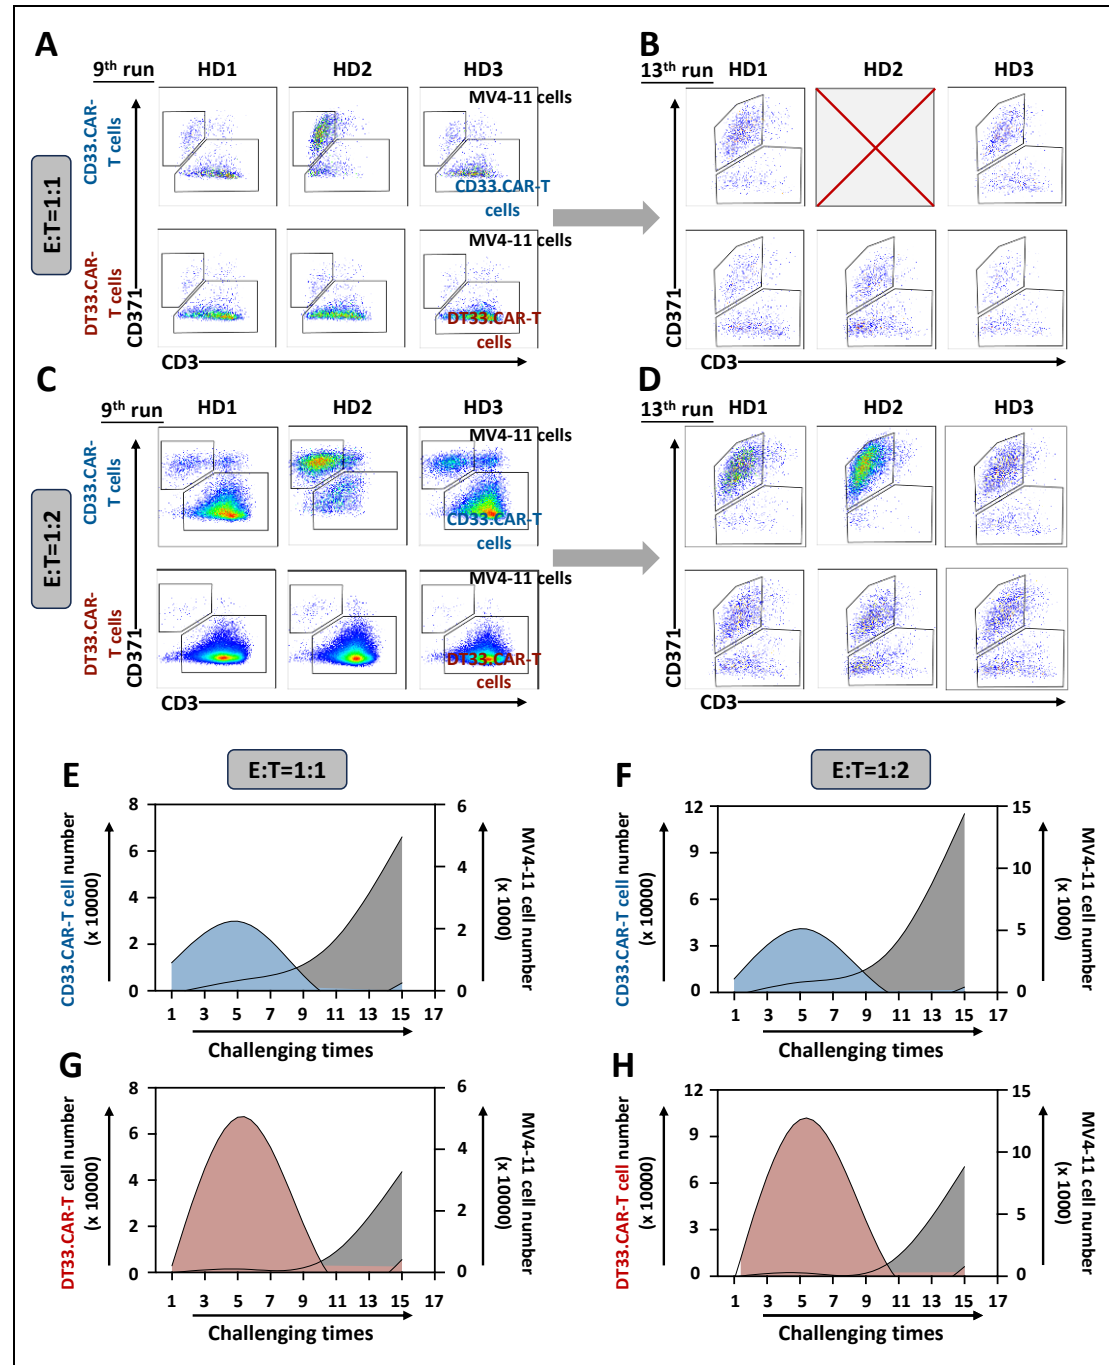 A
9th run
HD1
HD2
HD3
B
13th run
HD1
HD2
HD3
E:T=1:1
CD33.CAR-
T cells
DT33.CAR-
T cells
CD371
MV4-11 cells
CD33.CAR-T
cells
MV4-11 cells
DT33.CAR-T
cells
CD3
CD371
CD3
C
9th run
HD1
HD2
HD3
D
13th run
HD1
HD2
HD3
E:T=1:2
CD33.CAR-
T cells
DT33.CAR-
T cells
CD371
MV4-11 cells
CD33.CAR-T
cells
MV4-11 cells
DT33.CAR-T
cells
CD3
CD371
CD3
E
E:T=1:1
CD33.CAR-T cell number
(x 10000)
8
6
4
2
0
6
4
2
0
MV4-11 cell number
(x 10000)
1 3 5 7 9 11 13 15 17
Challenging times
F
E:T=1:2
CD33.CAR-T cell number
(x 10000)
12
9
6
3
0
15
10
5
0
MV4-11 cell number
(x 1000)
1 3 5 7 9 11 13 15 17
Challenging times
G
DT33.CAR-T cell number
(x 10000)
8
6
4
2
0
6
4
2
0
MV4-11 cell number
(x 10000)
1 3 5 7 9 11 13 15 17
Challenging times
H
DT33.CAR-T cell number
(x 10000)
12
9
6
3
0
15
10
5
0
MV4-11 cell number
(x 1000)
1 3 5 7 9 11 13 15 17
Challenging times